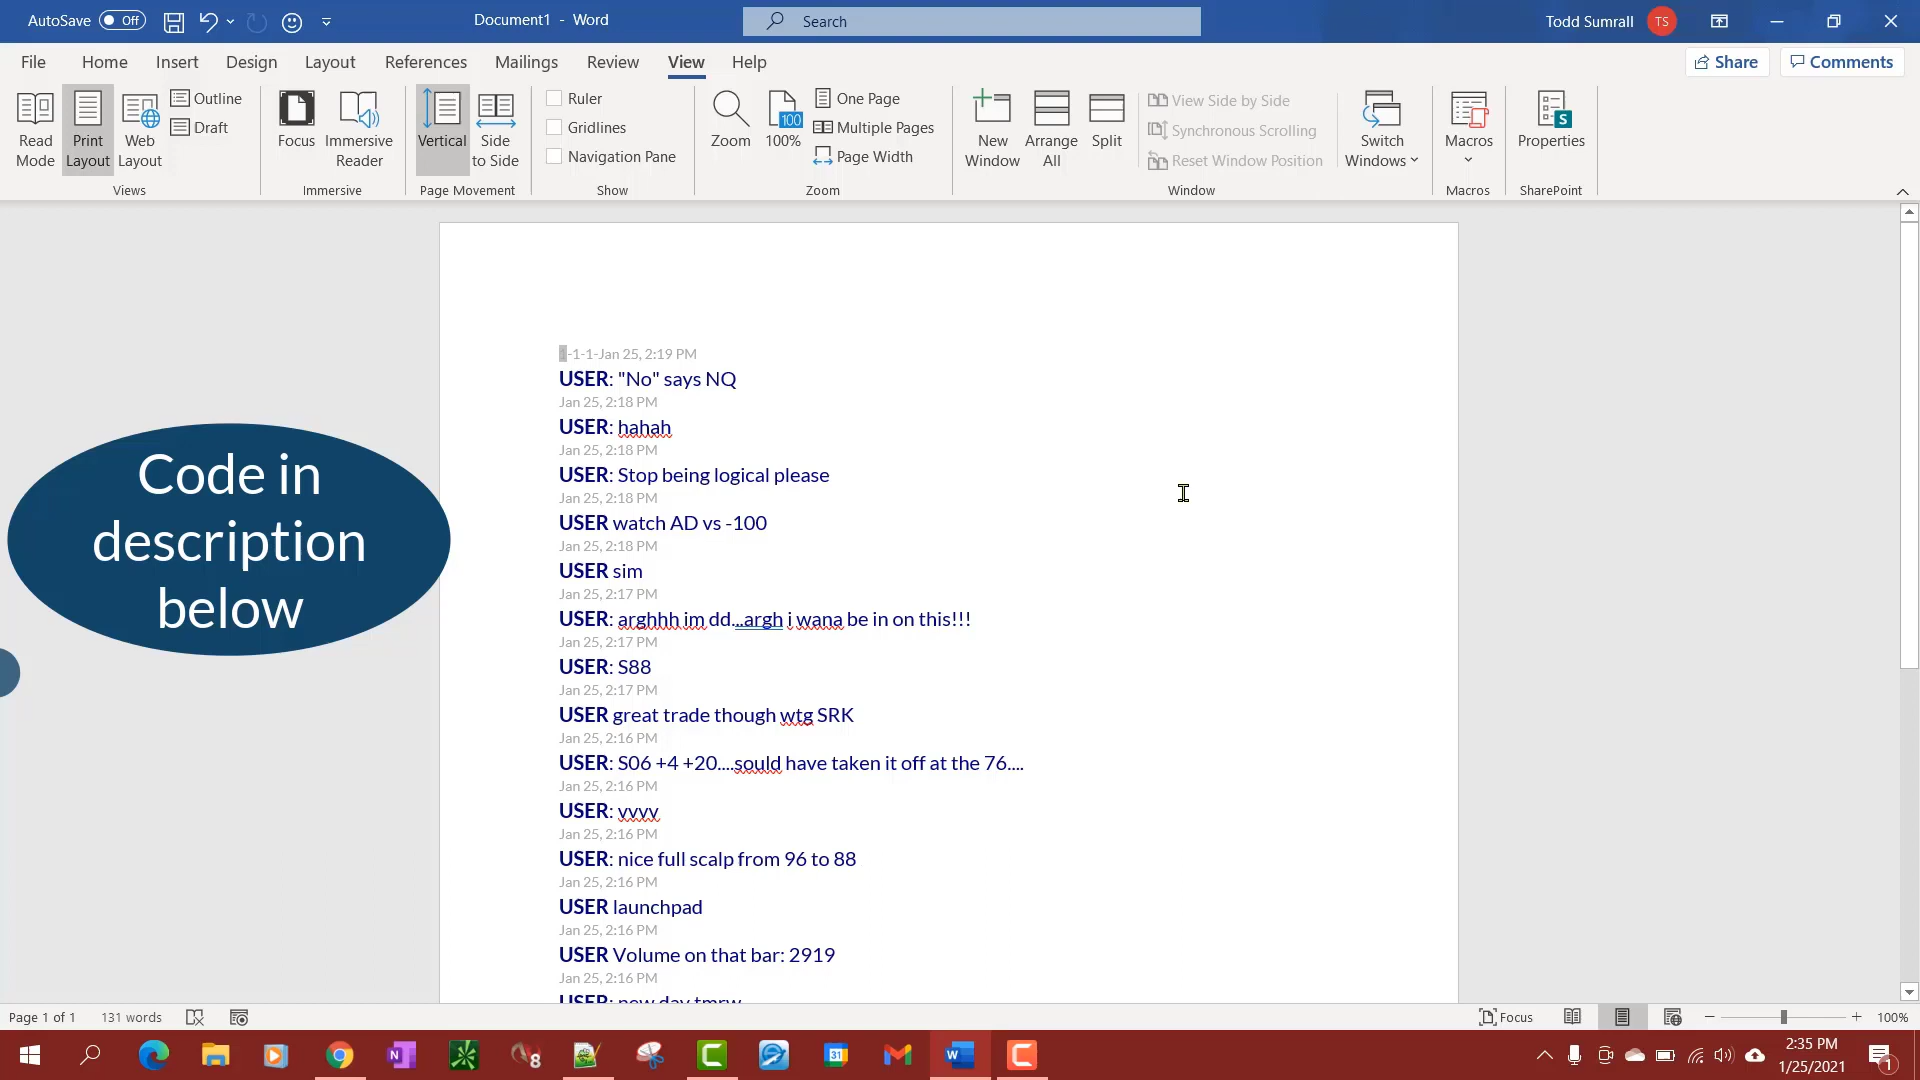 AutoSave Off
Document1 - Word
Search
Todd Sumrall TS
File Home Insert Design Layout References Mailings Review View Help
Share Comments
Read Mode
Print Layout
Web Layout
Outline
Draft
Views
Focus
Immersive Reader
Immersive
Vertical
Side to Side
Page Movement
Ruler
Gridlines
Navigation Pane
Show
Zoom
100
100%
One Page
Multiple Pages
Page Width
Zoom
New Window
Arrange All
Split
View Side by Side
Synchronous Scrolling
Reset Window Position
Switch Windows
Window
Macros
Macros
S
Properties
SharePoint
Code in
description
below
1-1-1-Jan 25, 2:19 PM
USER: "No" says NQ
Jan 25, 2:18 PM
USER: hahah
Jan 25, 2:18 PM
USER: Stop being logical please
Jan 25, 2:18 PM
USER watch AD vs -100
Jan 25, 2:18 PM
USER sim
Jan 25, 2:17 PM
USER: arghhh im dd...argh i wana be in on this!!!
Jan 25, 2:17 PM
USER: S88
Jan 25, 2:17 PM
USER great trade though wtg SRK
Jan 25, 2:16 PM
USER: S06 +4 +20....sould have taken it off at the 76....
Jan 25, 2:16 PM
USER: vvvv
Jan 25, 2:16 PM
USER: nice full scalp from 96 to 88
Jan 25, 2:16 PM
USER launchpad
Jan 25, 2:16 PM
USER Volume on that bar: 2919
Jan 25, 2:16 PM
USER: new day tmrw
Page 1 of 1 131 words
Focus
100%
N
8
31
W
2:35 PM
1/25/2021
1